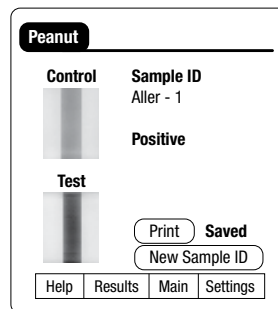 Peanut
Control
Sample ID
Aller - 1
Positive
Test
Print Saved
New Sample ID
Help Results Main Settings